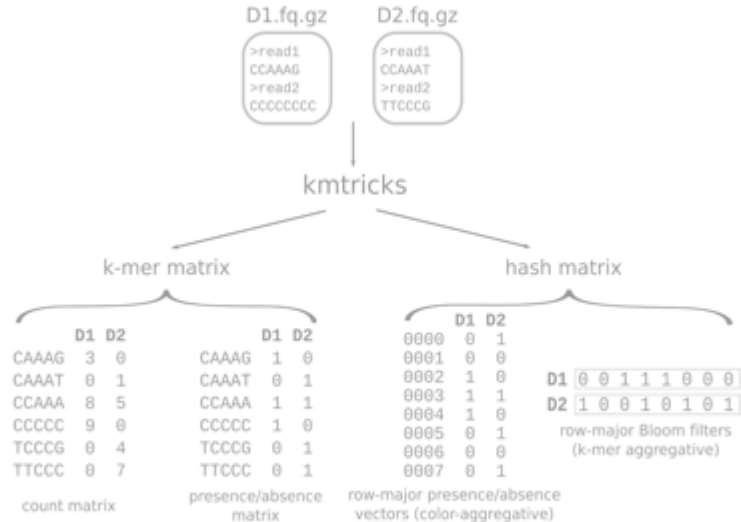 D1.fq.gz D2.fq.gz
>read1
CCAAAG
>read2
CCCCCCCC
>read1
CCAAAT
>read2
TTCCCG
kmtricks
k-mer matrix
hash matrix
D1 D2
CAAAG 3 0
CAAAT 0 1
CCAAA 8 5
CCCCC 9 0
TCCCG 0 4
TTCCC 0 7
count matrix
D1 D2
CAAAG 1 0
CAAAT 0 1
CCAAA 1 1
CCCCC 1 0
TCCCG 0 1
TTCCC 0 1
presence/absence
matrix
D1 D2
0000 0 1
0001 0 0
0002 1 0
0003 1 1
0004 1 0
0005 0 1
0006 0 0
0007 0 1
row-major presence/absence
vectors (color-aggregative)
D1 0 0 1 1 1 0 0 0
D2 1 0 0 1 0 1 0 1
row-major Bloom filters
(k-mer aggregative)